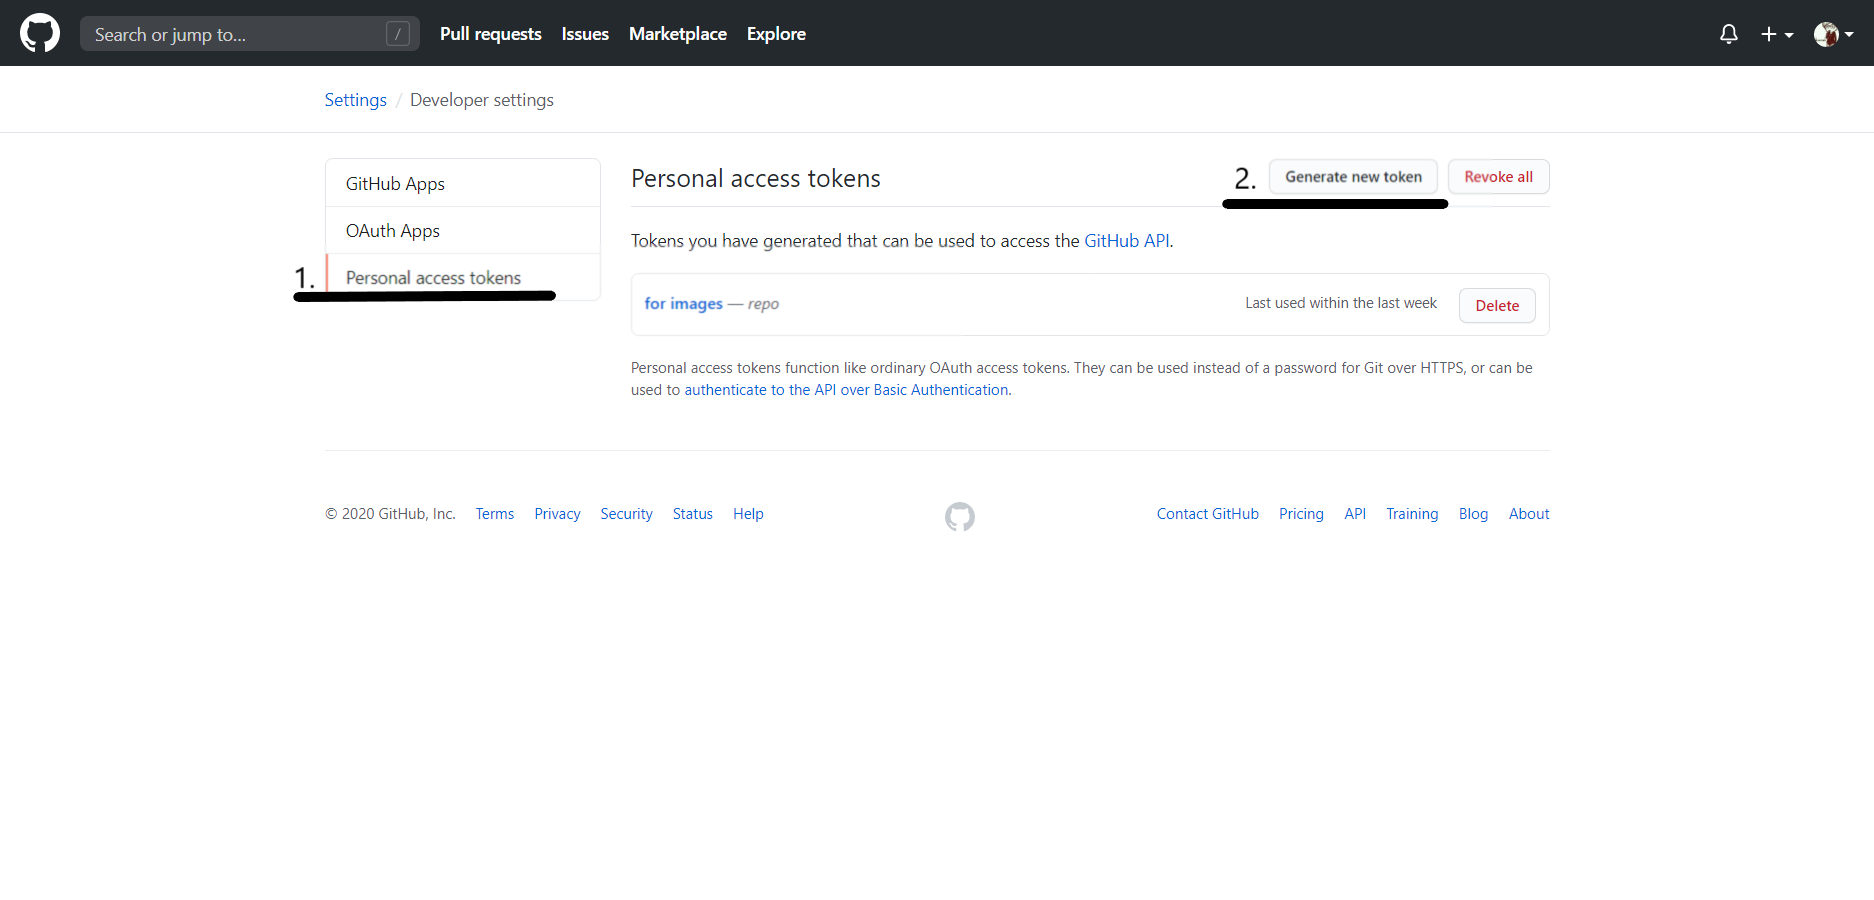 Search or jump to... /
Pull requests Issues Marketplace Explore
Settings / Developer settings
GitHub Apps
OAuth Apps
1. Personal access tokens
Personal access tokens
2. Generate new token Revoke all
Tokens you have generated that can be used to access the GitHub API.
for images — repo Last used within the last week Delete
Personal access tokens function like ordinary OAuth access tokens. They can be used instead of a password for Git over HTTPS, or can be
used to authenticate to the API over Basic Authentication.
© 2020 GitHub, Inc. Terms Privacy Security Status Help Contact GitHub Pricing API Training Blog About